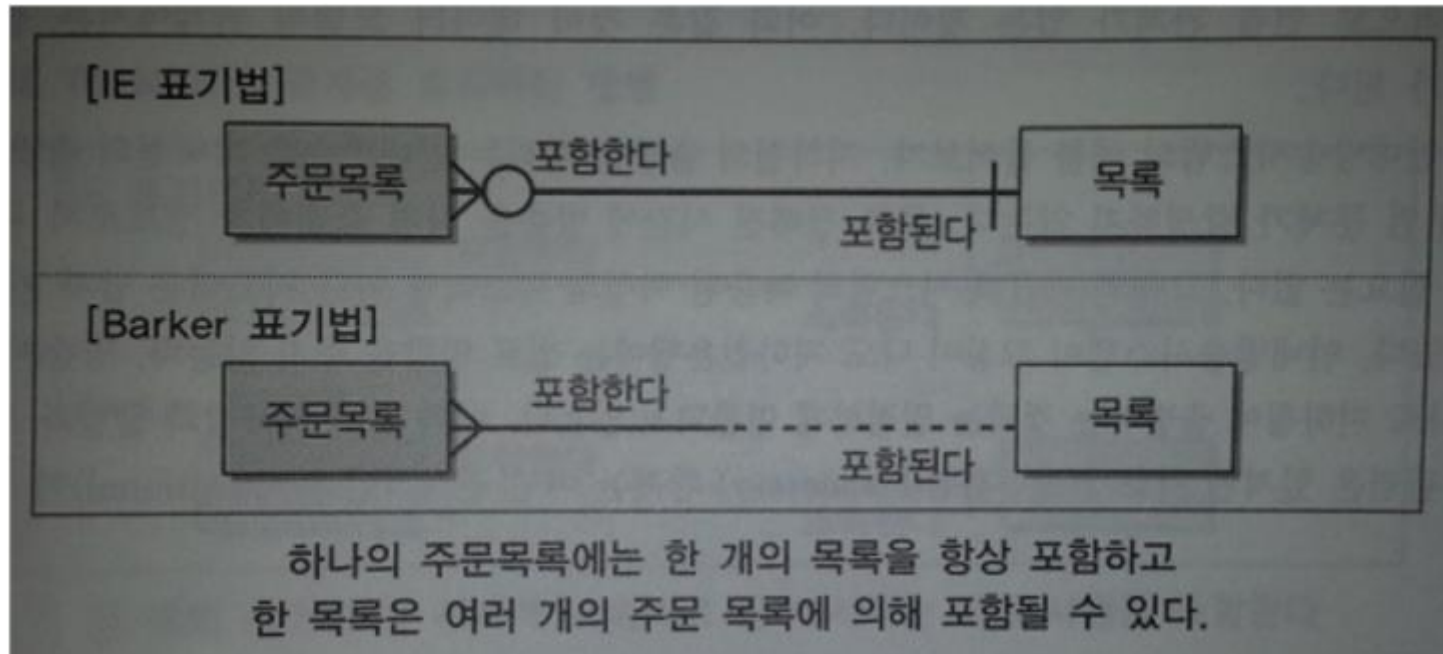 [IE 표기법]
주문목록 포함한다 목록
포함된다
[Barker 표기법]
주문목록 포함한다 목록
포함된다
하나의 주문목록에는 한 개의 목록을 항상 포함하고
한 목록은 여러 개의 주문 목록에 의해 포함될 수 있다.